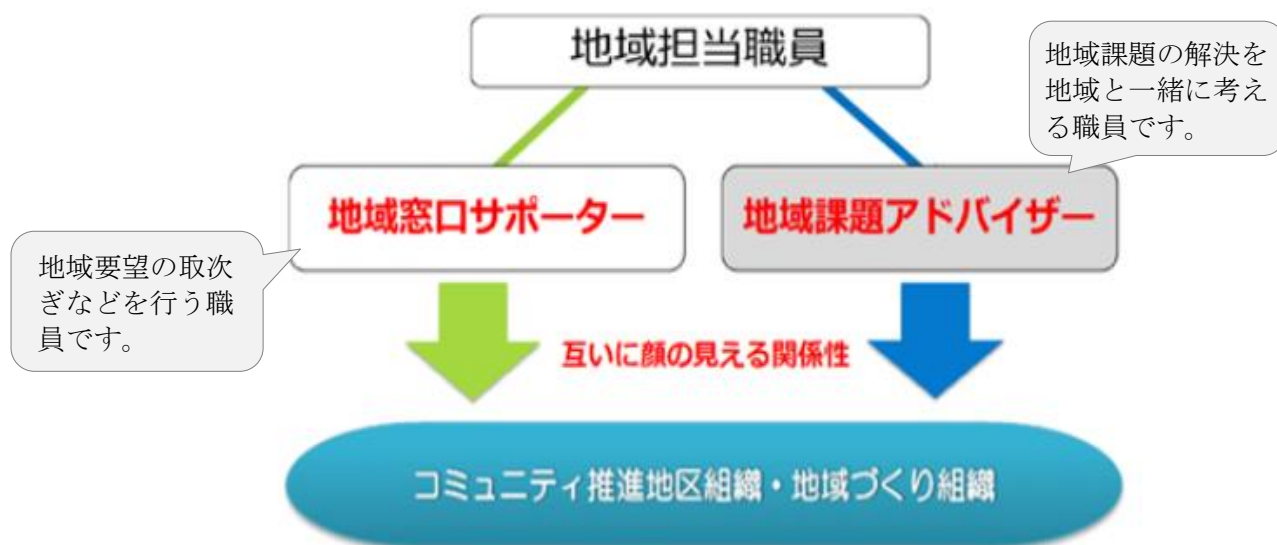 地域担当職員
地域課題の解決を
地域と一緒に考え
る職員です。
地域窓口サポーター
地域課題アドバイザー
地域要望の取次
ぎなどを行う職
員です。
互いに顔の見える関係性
コミュニティ推進地区組織・地域づくり組織